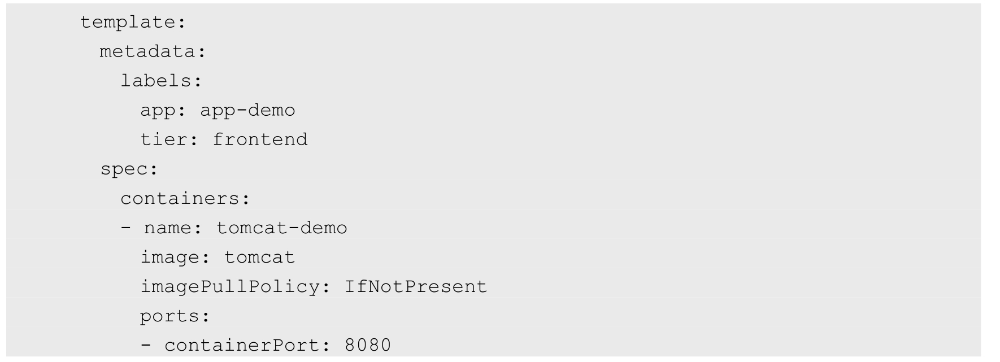 template:
  metadata:
    labels:
      app: app-demo
      tier: frontend
  spec:
    containers:
    - name: tomcat-demo
      image: tomcat
      imagePullPolicy: IfNotPresent
      ports:
      - containerPort: 8080